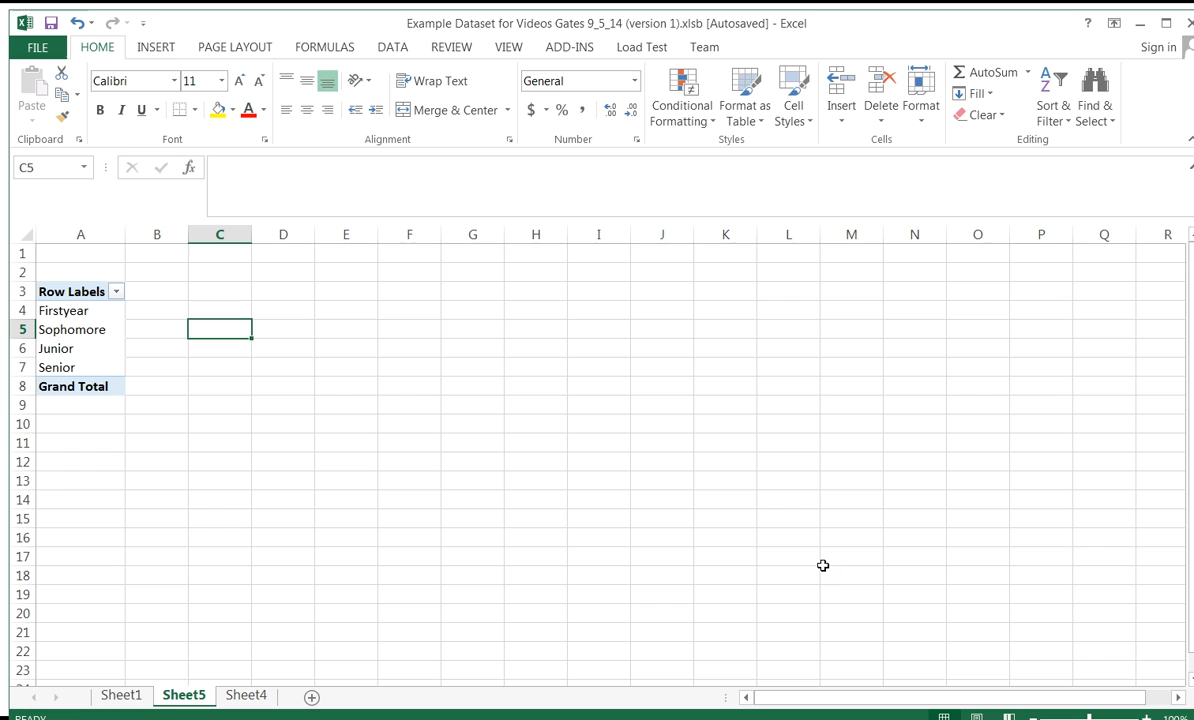 Example Dataset for Videos Gates 9_5_14 (version 1).xlsb [Autosaved] - Excel
?
FILE HOME INSERT PAGE LAYOUT FORMULAS DATA REVIEW VIEW ADD-INS Load Test Team Sign in
Paste
Calibri 11
B I U A
A A
Wrap Text
Merge & Center
General
$ % ,
Conditional Formatting
Format as Table
Cell Styles
Insert
Delete
Format
AutoSum
Fill
Clear
Sort & Filter
Find & Select
Clipboard Font Alignment Number Styles Cells Editing
C5 fx
A B C D E F G H I J K L M N O P Q R
1
2
3 Row Labels
4 Firstyear
5 Sophomore
6 Junior
7 Senior
8 Grand Total
9
10
11
12
13
14
15
16
17
18
19
20
21
22
23
Sheet1 Sheet5 Sheet4
READY 100%